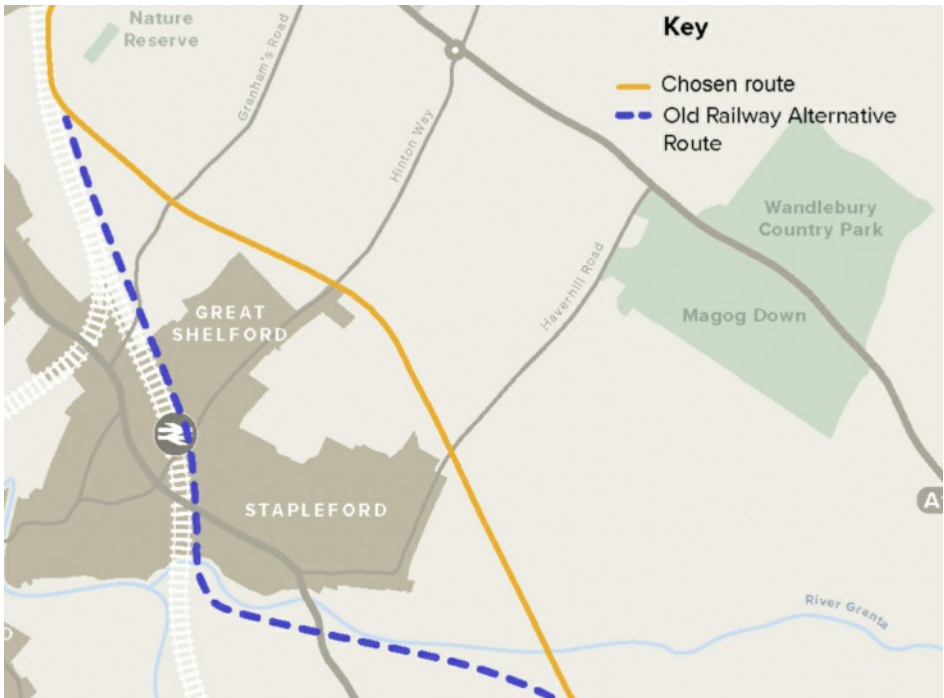 Nature
Reserve
Granham's Road
Hinton Way
Key
Chosen route
Old Railway Alternative
Route
Wandlebury
Country Park
Haverhill Road
Magog Down
GREAT
SHELFORD
STAPLEFORD
River Granta